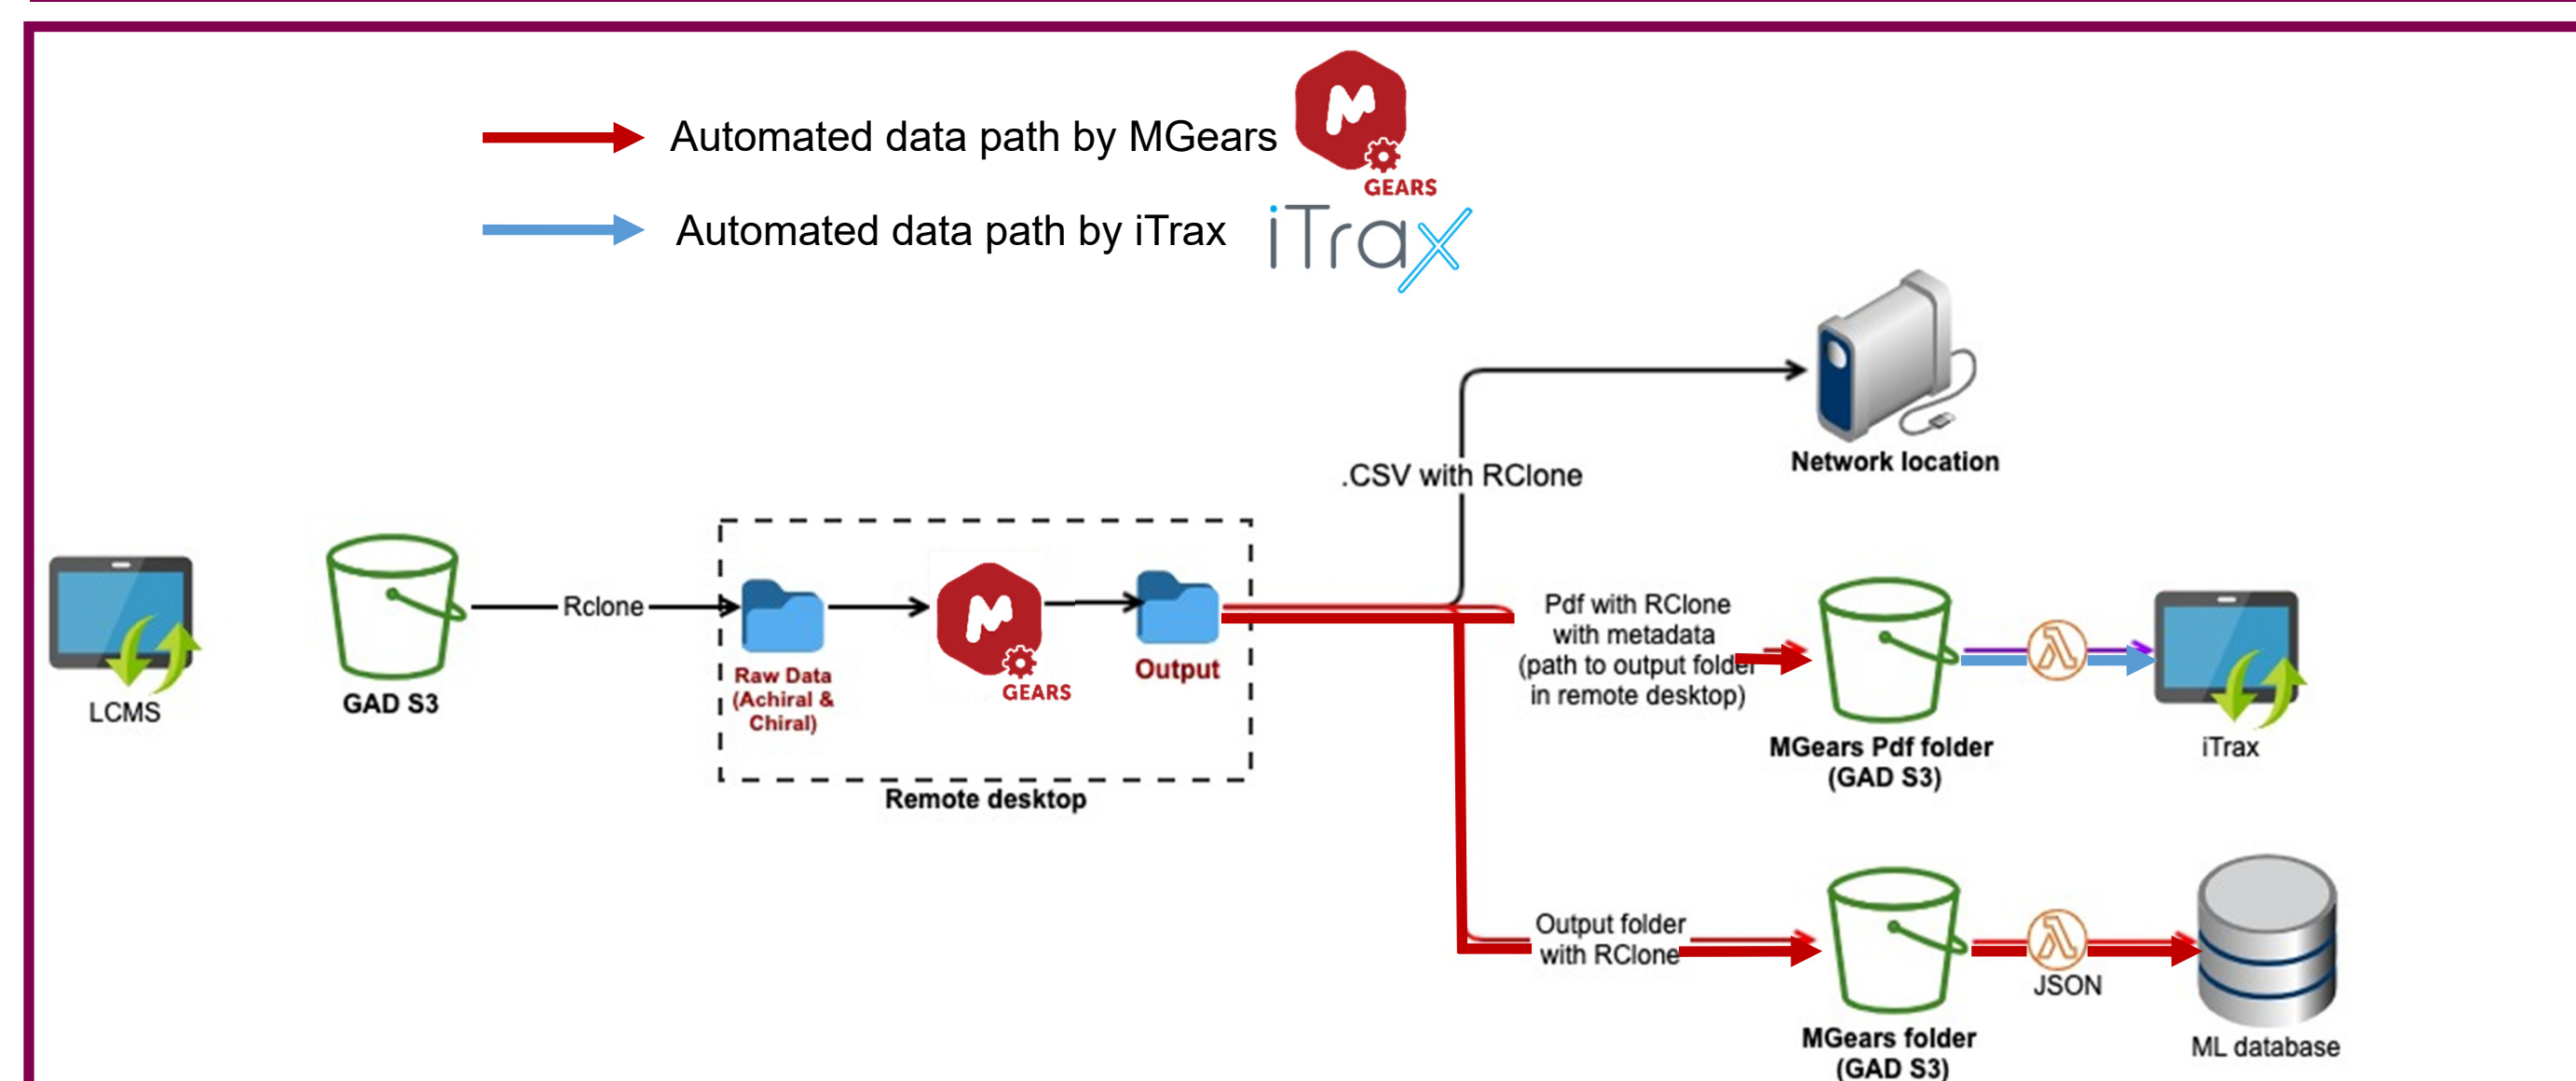 Automated data path by MGears
GEARS
Automated data path by iTrax
iTrax
Network location
.CSV with RClone
LCMS
GAD S3
Rclone
Raw Data
(Achiral &
Chiral)
GEARS
Output
Remote desktop
Pdf with RClone
with metadata
(path to output folder
in remote desktop)
MGears Pdf folder
(GAD S3)
iTrax
Output folder
with RClone
MGears folder
(GAD S3)
JSON
ML database